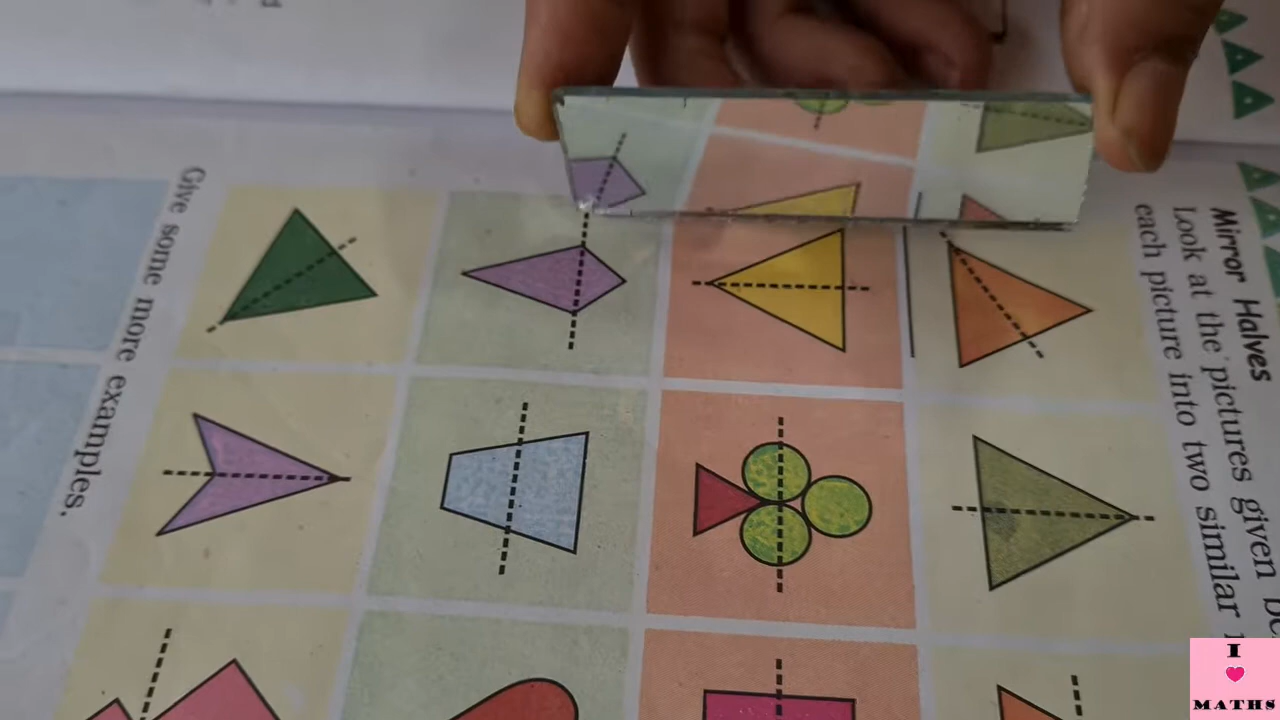 Mirror Halves
Look at the pictures given
each picture into two similar
Give some more examples.
I
MATHS